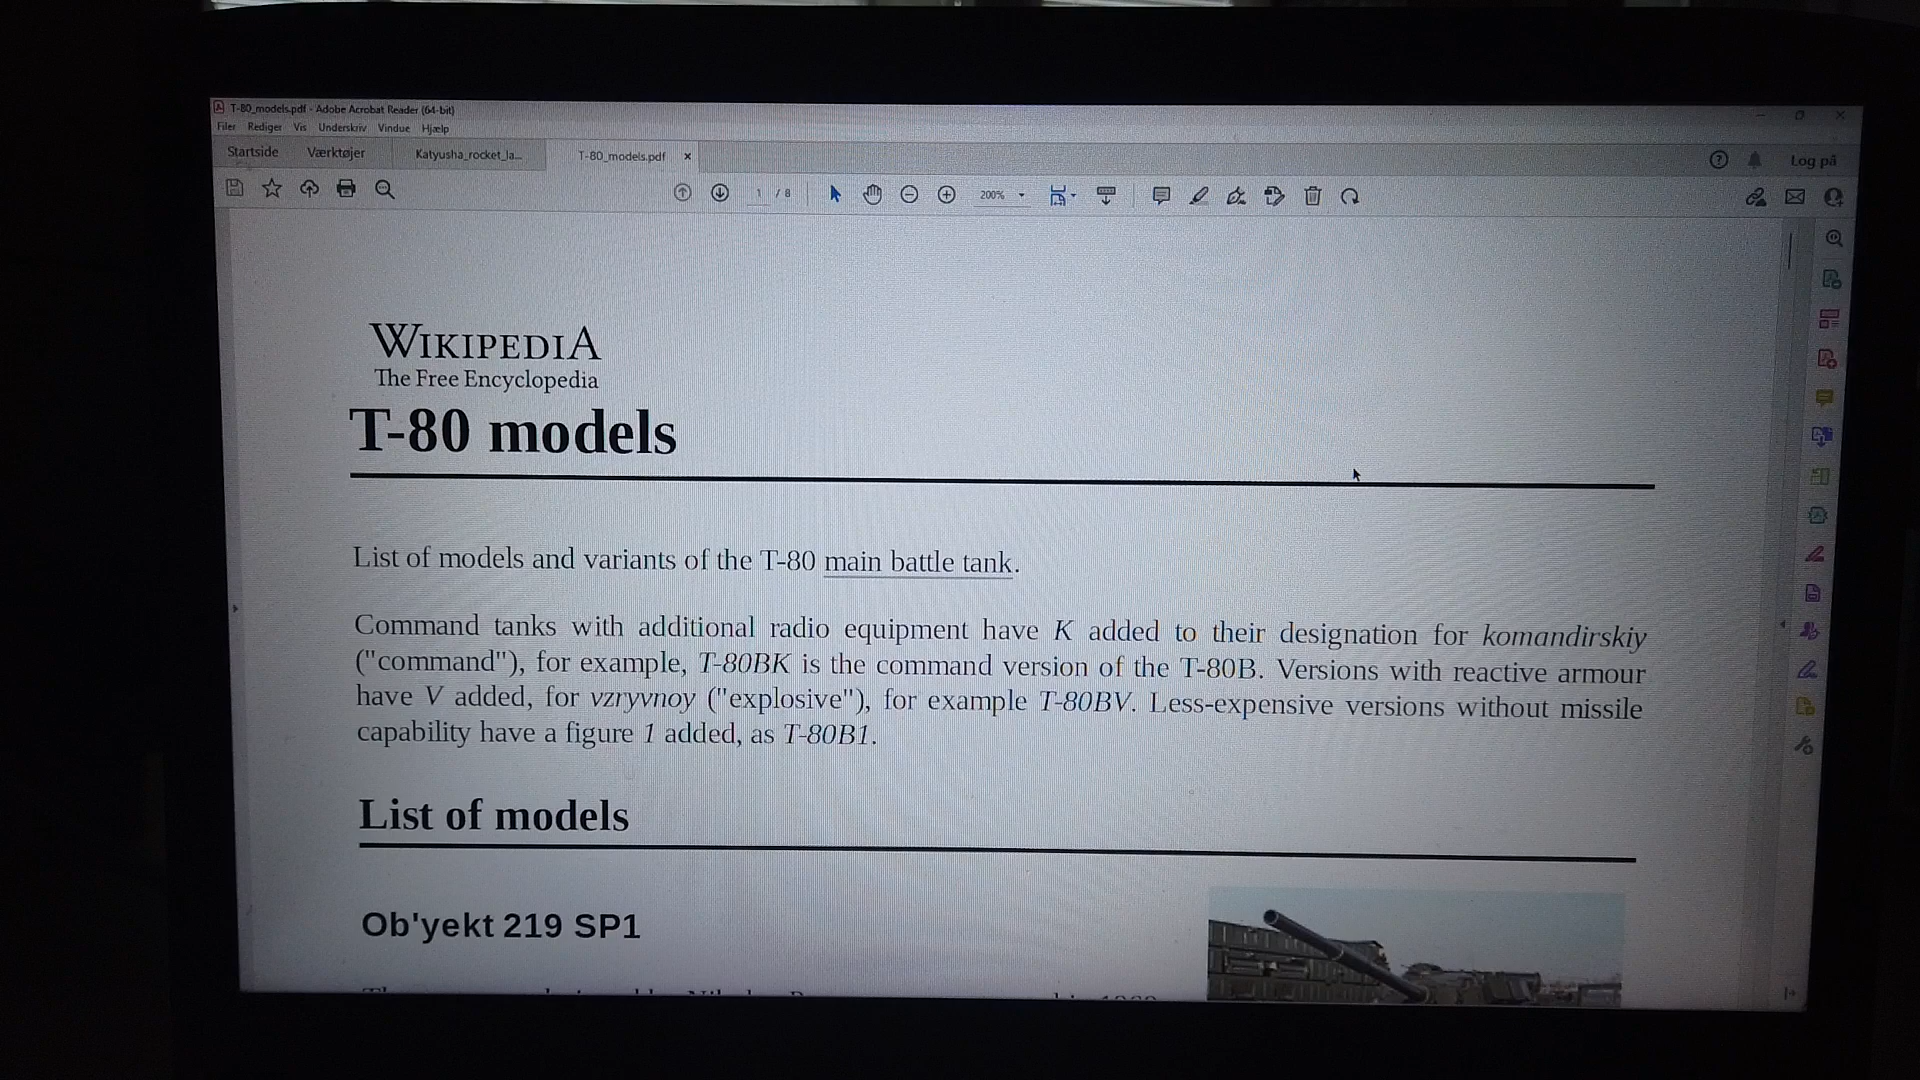 T-80_models.pdf - Adobe Acrobat Reader (64-bit)
Filer Rediger Vis Underskriv Vindue Hjælp
Startside Værktøjer Katyusha_rocket_la... T-80_models.pdf × Log på
1 / 8 200%
WIKIPEDIA
The Free Encyclopedia
T-80 models
List of models and variants of the T-80 main battle tank.
Command tanks with additional radio equipment have K added to their designation for komandirskiy
("command"), for example, T-80BK is the command version of the T-80B. Versions with reactive armour
have V added, for vzryvnoy ("explosive"), for example T-80BV. Less-expensive versions without missile
capability have a figure 1 added, as T-80B1.
List of models
Ob'yekt 219 SP1